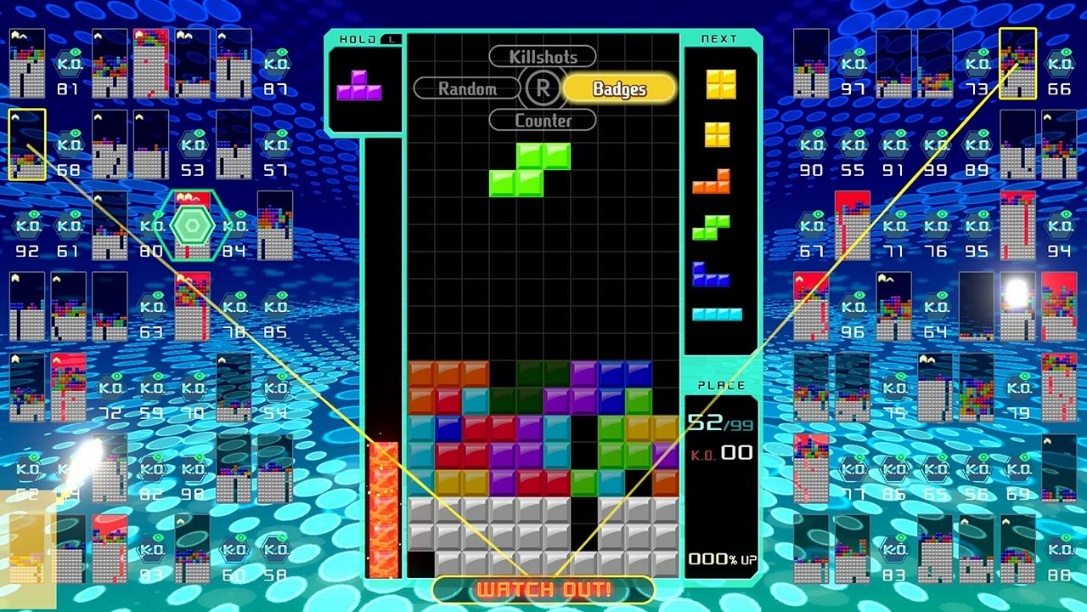 HOLD L
Killshots
Random
R
Badges
Counter
NEXT
K.O. K.O.
81 87
K.O. K.O. K.O.
68 53 57
K.O. K.O. K.O. K.O.
92 61 80 84
K.O. K.O. K.O.
63 85
K.O. K.O. K.O. K.O.
72 59 70 54
K.O. K.O. K.O.
82 98
K.O. K.O. K.O.
93 60 58
K.O. K.O. K.O.
97 73 66
K.O. K.O. K.O. K.O. K.O.
90 55 91 99 89
K.O. K.O. K.O. K.O. K.O.
67 71 76 95 94
K.O. K.O.
96 64
K.O. K.O.
75 79
K.O. K.O. K.O. K.O. K.O.
77 86 65 56 69
K.O. K.O.
83 88
PLACE
52/99
K.O. 00
000% UP
WATCH OUT!